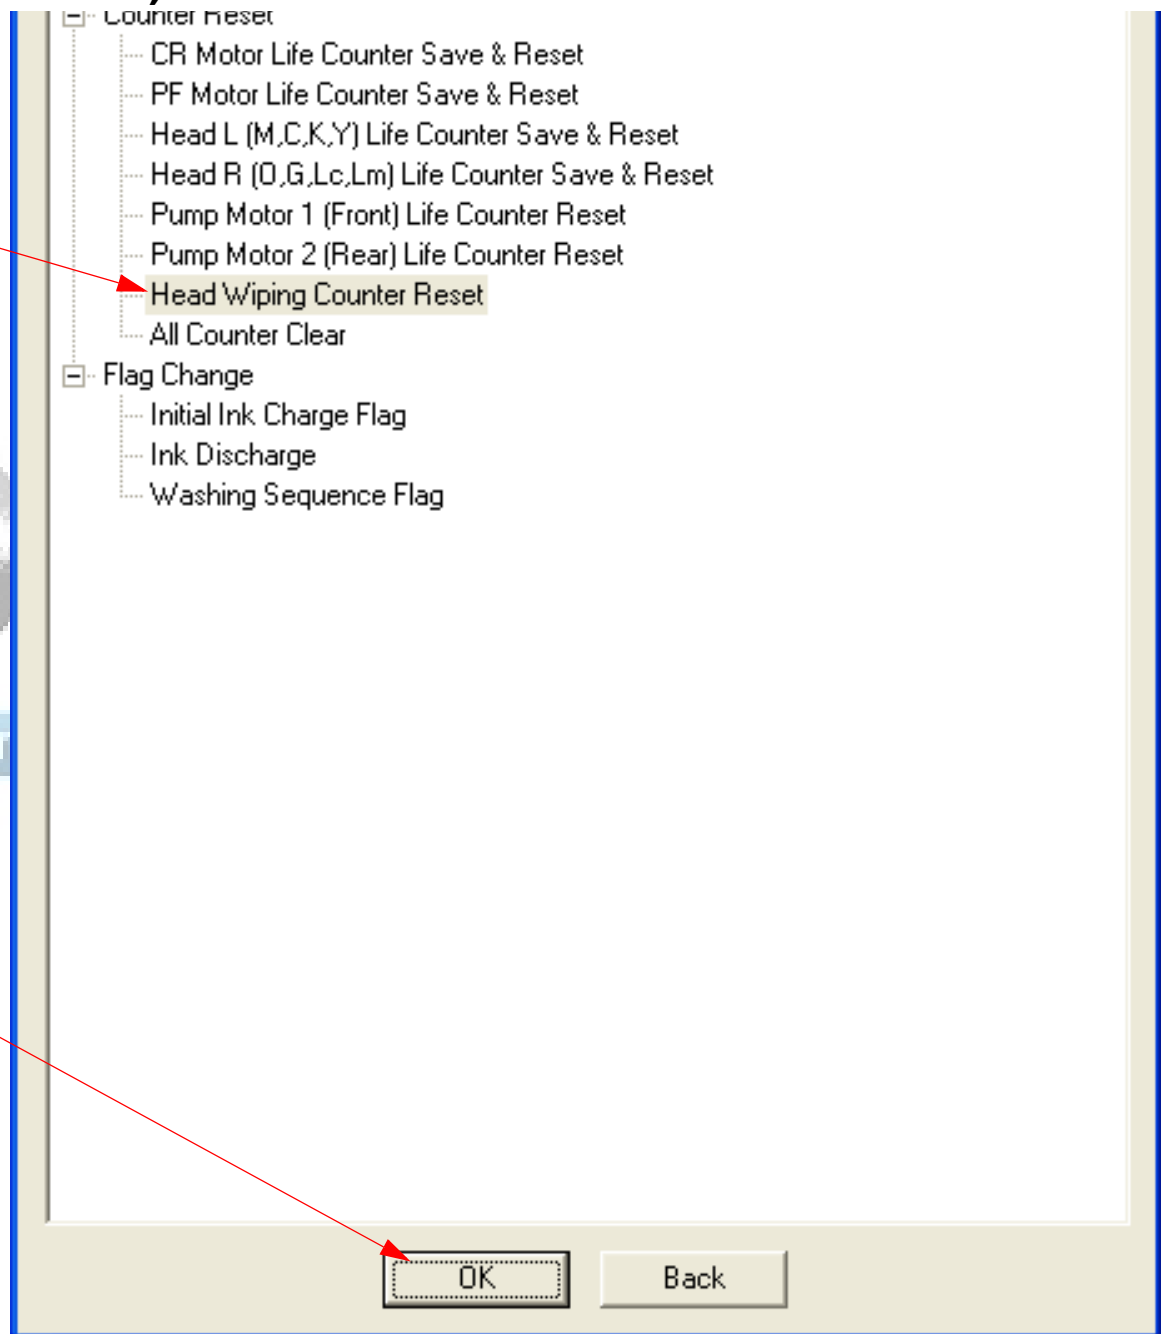 Counter Reset
CR Motor Life Counter Save & Reset
PF Motor Life Counter Save & Reset
Head L (M,C,K,Y) Life Counter Save & Reset
Head R (O,G,Lc,Lm) Life Counter Save & Reset
Pump Motor 1 (Front) Life Counter Reset
Pump Motor 2 (Rear) Life Counter Reset
Head Wiping Counter Reset
All Counter Clear
Flag Change
Initial Ink Charge Flag
Ink Discharge
Washing Sequence Flag
OK Back